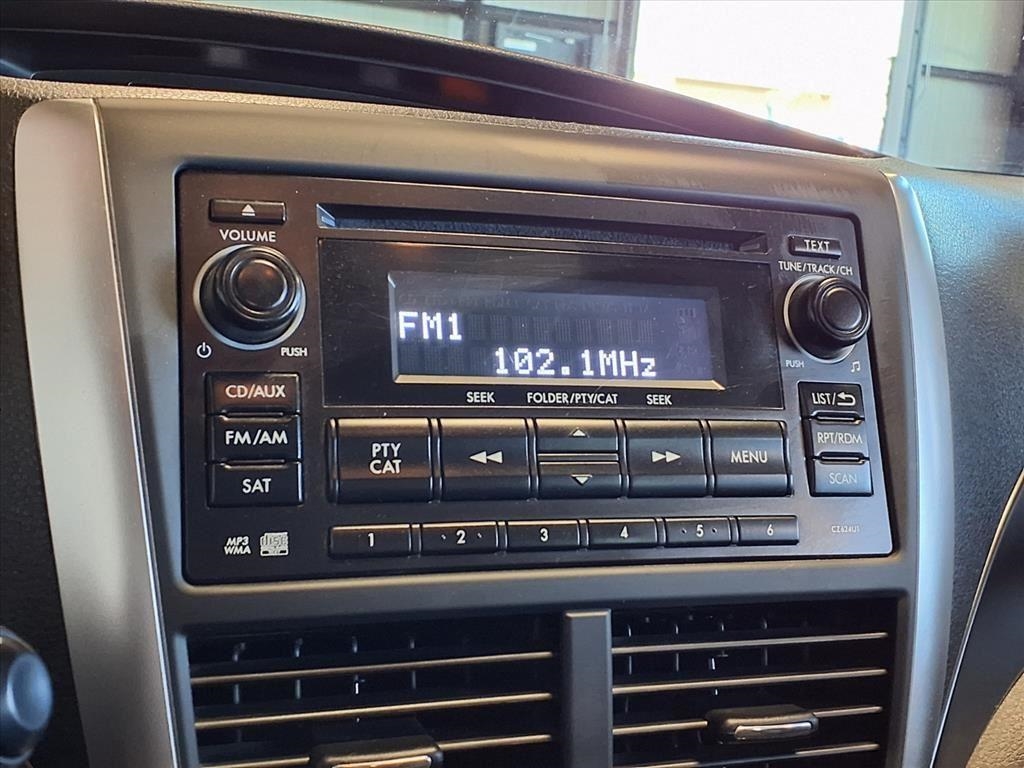 VOLUME
PUSH
TEXT
TUNE/TRACK/CH
PUSH
FM1
102.1MHz
SEEK FOLDER/PTY/CAT SEEK
CD/AUX
FM/AM
SAT
PTY
CAT
MENU
LIST/
RPT/RDM
SCAN
MP3
WMA
disc
1 2 3 4 5 6
CZ624U1